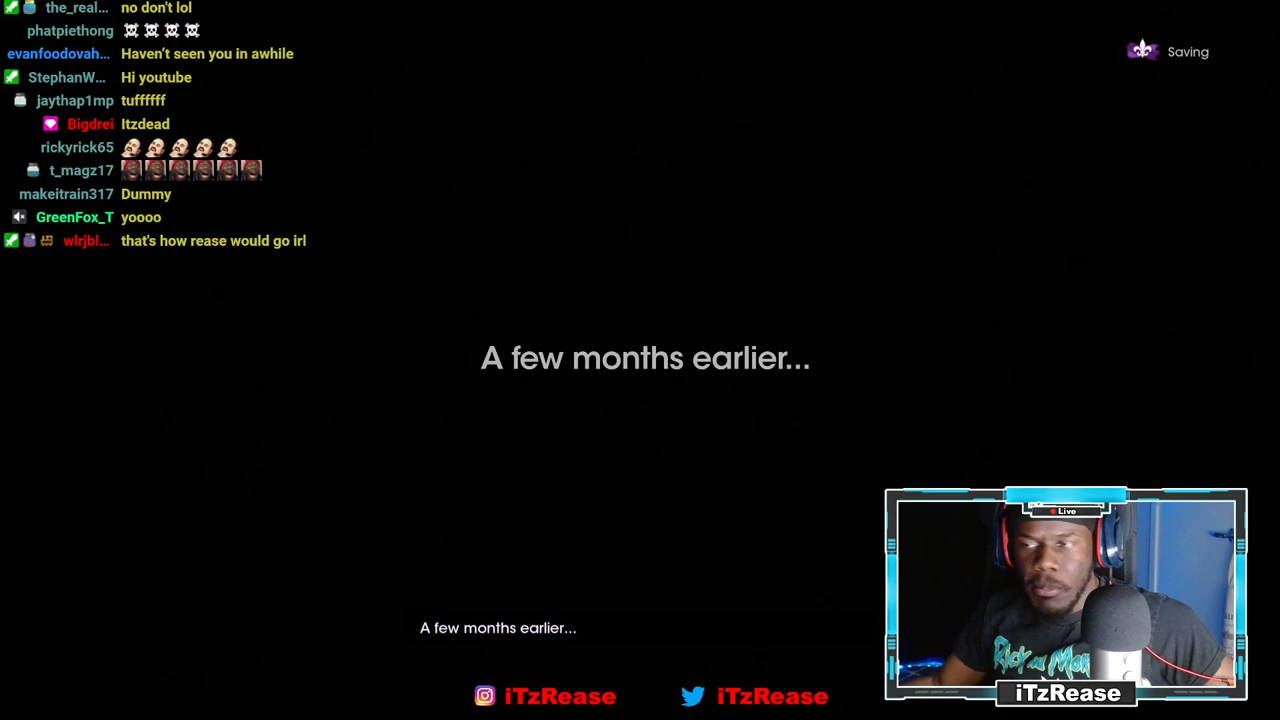 the_real... no don't lol
phatpiethong
evanfoodovah... Haven't seen you in awhile
StephanW... Hi youtube
jaythap1mp tuffffff
Bigdrei Itzdead
rickyrick65
t_magz17
makeitrain317 Dummy
GreenFox_T yoooo
wlrjbl... that's how rease would go irl
Saving
A few months earlier...
Live
A few months earlier...
iTzRease
iTzRease
iTzRease